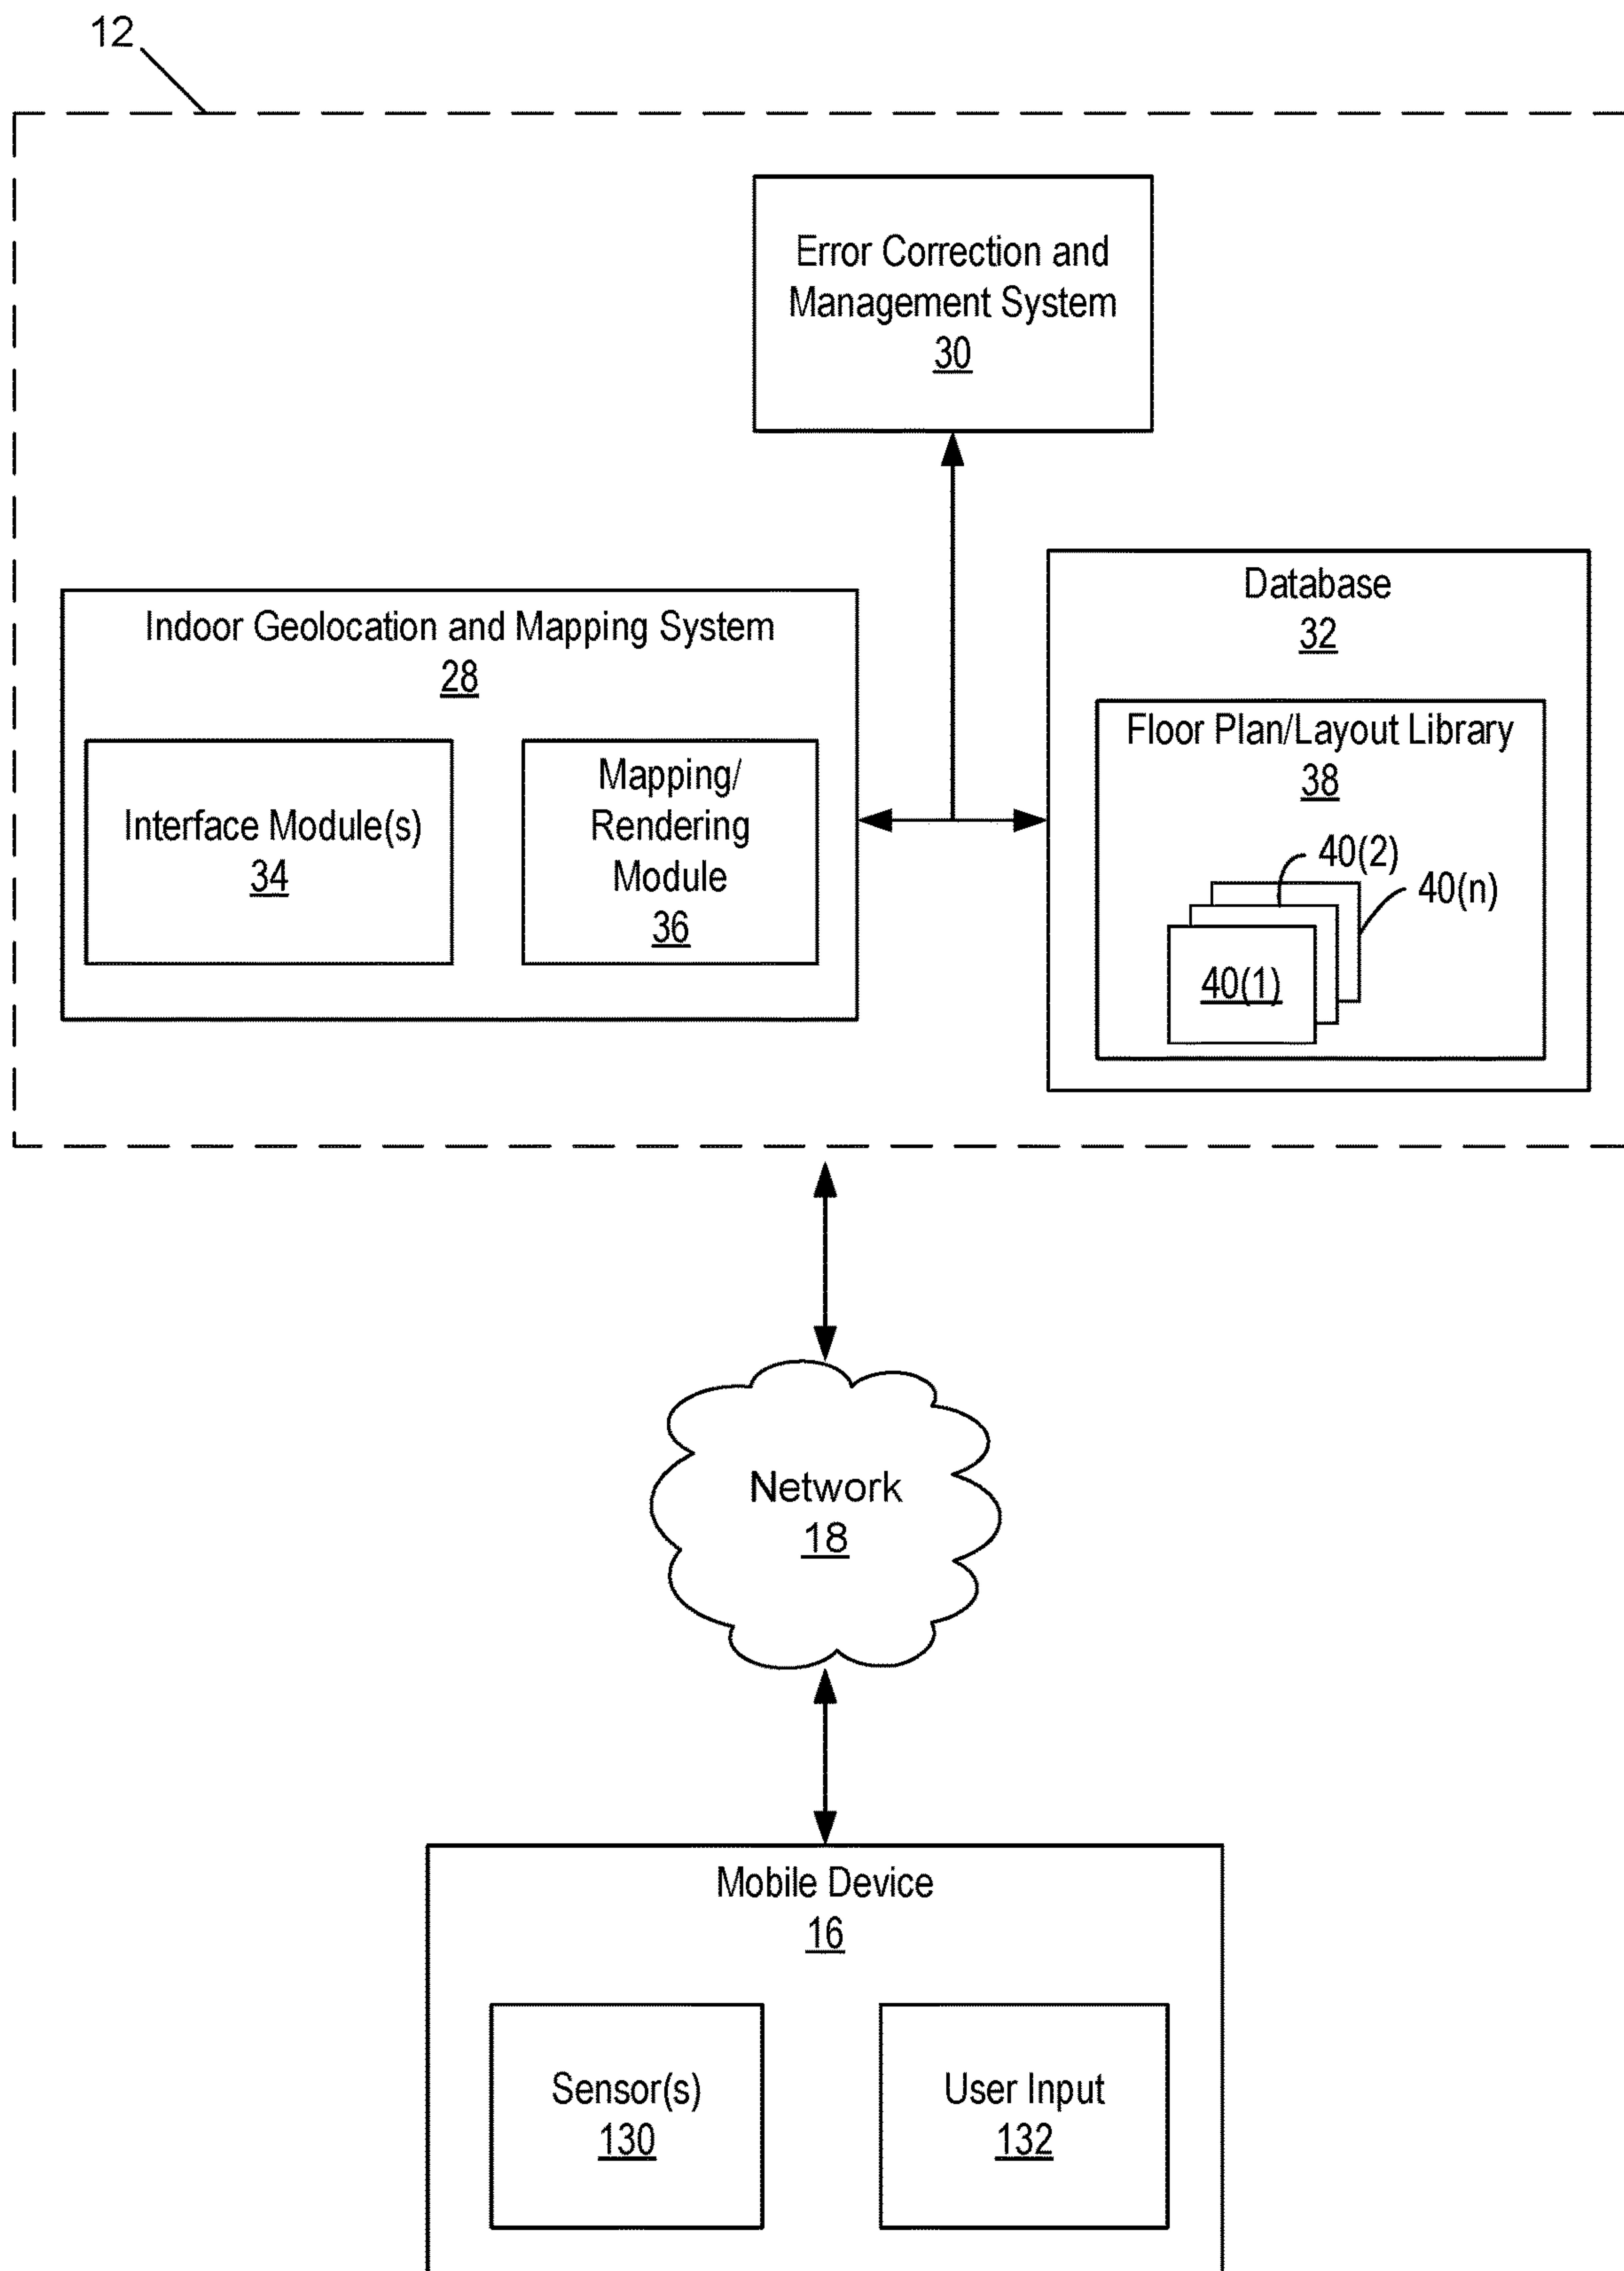 12
Error Correction and
Management System
30
Indoor Geolocation and Mapping System
28
Interface Module(s)
34
Mapping/
Rendering
Module
36
Database
32
Floor Plan/Layout Library
38
40(2)
40(n)
40(1)
Network
18
Mobile Device
16
Sensor(s)
130
User Input
132